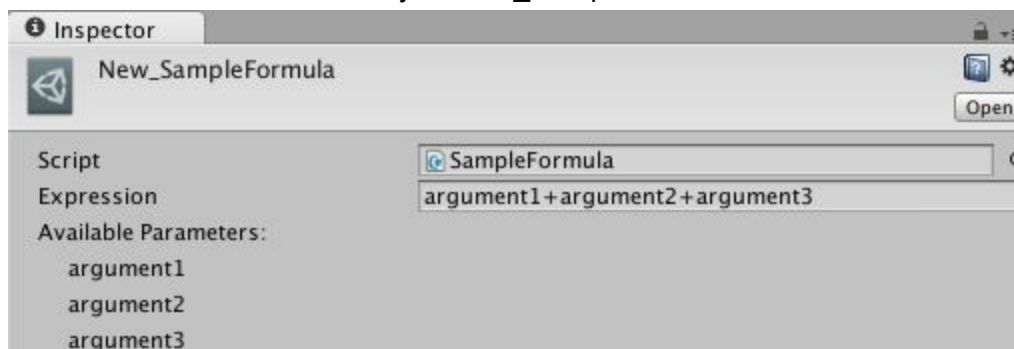 Inspector
New_SampleFormula
Open
Script SampleFormula
Expression argument1+argument2+argument3
Available Parameters:
argument1
argument2
argument3